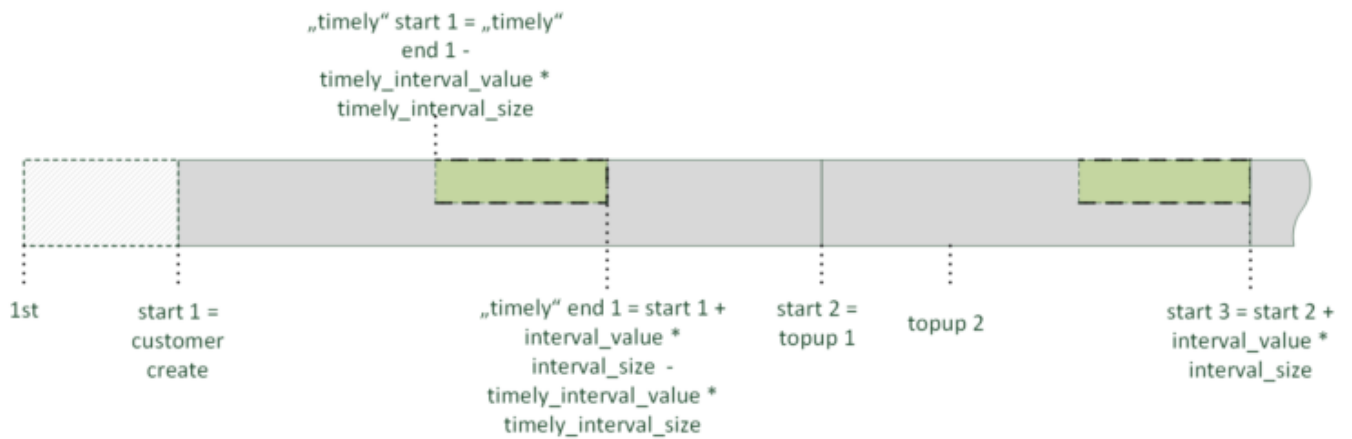 „timely“ start 1 = „timely“
end 1 -
timely_interval_value *
timely_interval_size
1st
start 1 =
customer
create
„timely“ end 1 = start 1 +
interval_value *
interval_size -
timely_interval_value *
timely_interval_size
start 2 =
topup 1
topup 2
start 3 = start 2 +
interval_value *
interval_size